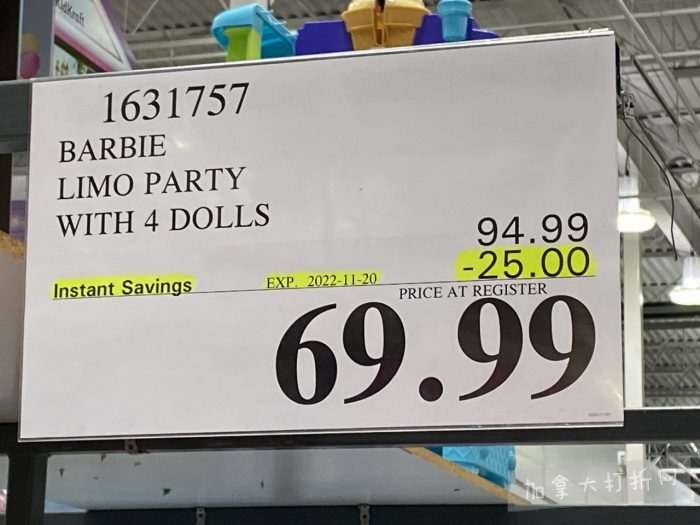 KidKraft
1631757
BARBIE
LIMO PARTY
WITH 4 DOLLS
94.99
-25.00
Instant Savings EXP. 2022-11-20
PRICE AT REGISTER
69.99
加拿大打折网